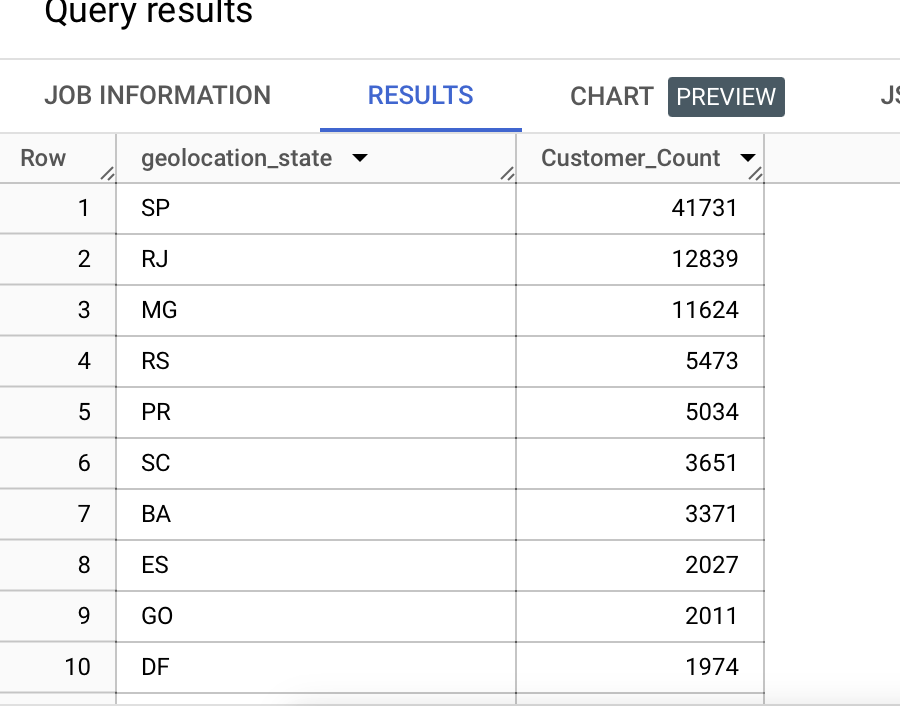 Query results
JOB INFORMATION RESULTS CHART PREVIEW JS
Row geolocation_state Customer_Count
1 SP 41731
2 RJ 12839
3 MG 11624
4 RS 5473
5 PR 5034
6 SC 3651
7 BA 3371
8 ES 2027
9 GO 2011
10 DF 1974